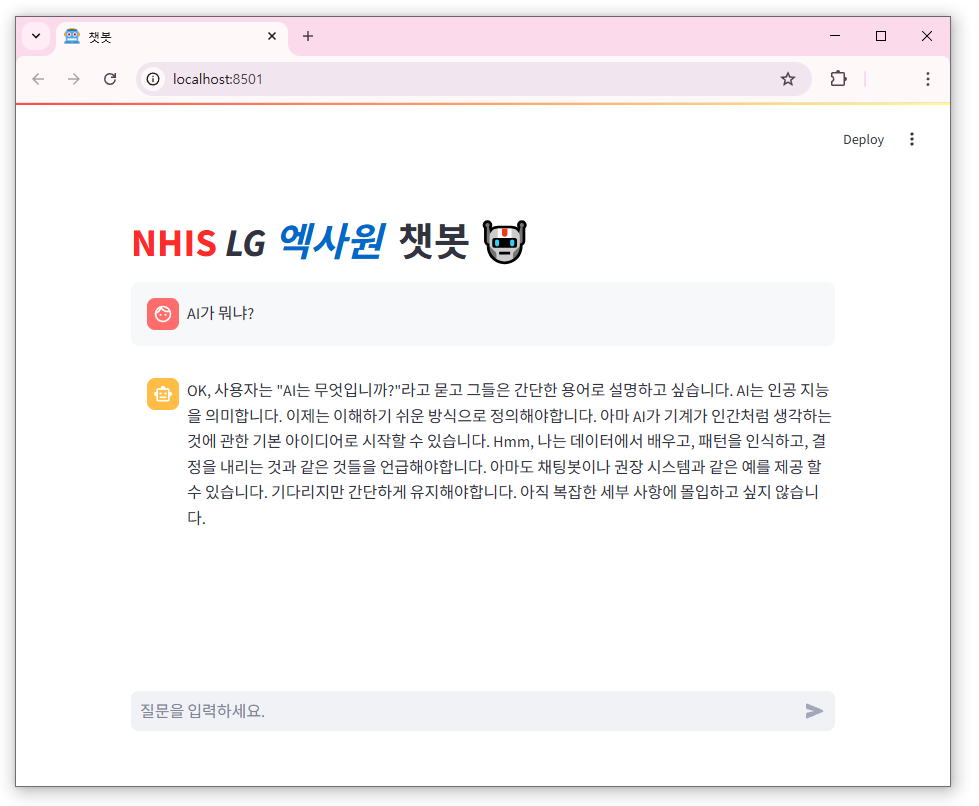 챗봇
localhost:8501
Deploy
NHIS LG 엑사원 챗봇
AI가 뭐냐?
OK, 사용자는 "AI는 무엇입니까?"라고 묻고 그들은 간단한 용어로 설명하고 싶습니다. AI는 인공 지능
을 의미합니다. 이제는 이해하기 쉬운 방식으로 정의해야합니다. 아마 AI가 기계가 인간처럼 생각하는
것에 관한 기본 아이디어로 시작할 수 있습니다. Hmm, 나는 데이터에서 배우고, 패턴을 인식하고, 결
정을 내리는 것과 같은 것들을 언급해야합니다. 아마도 채팅봇이나 권장 시스템과 같은 예를 제공 할
수 있습니다. 기다리지만 간단하게 유지해야합니다. 아직 복잡한 세부 사항에 몰입하고 싶지 않습니
다.
질문을 입력하세요.